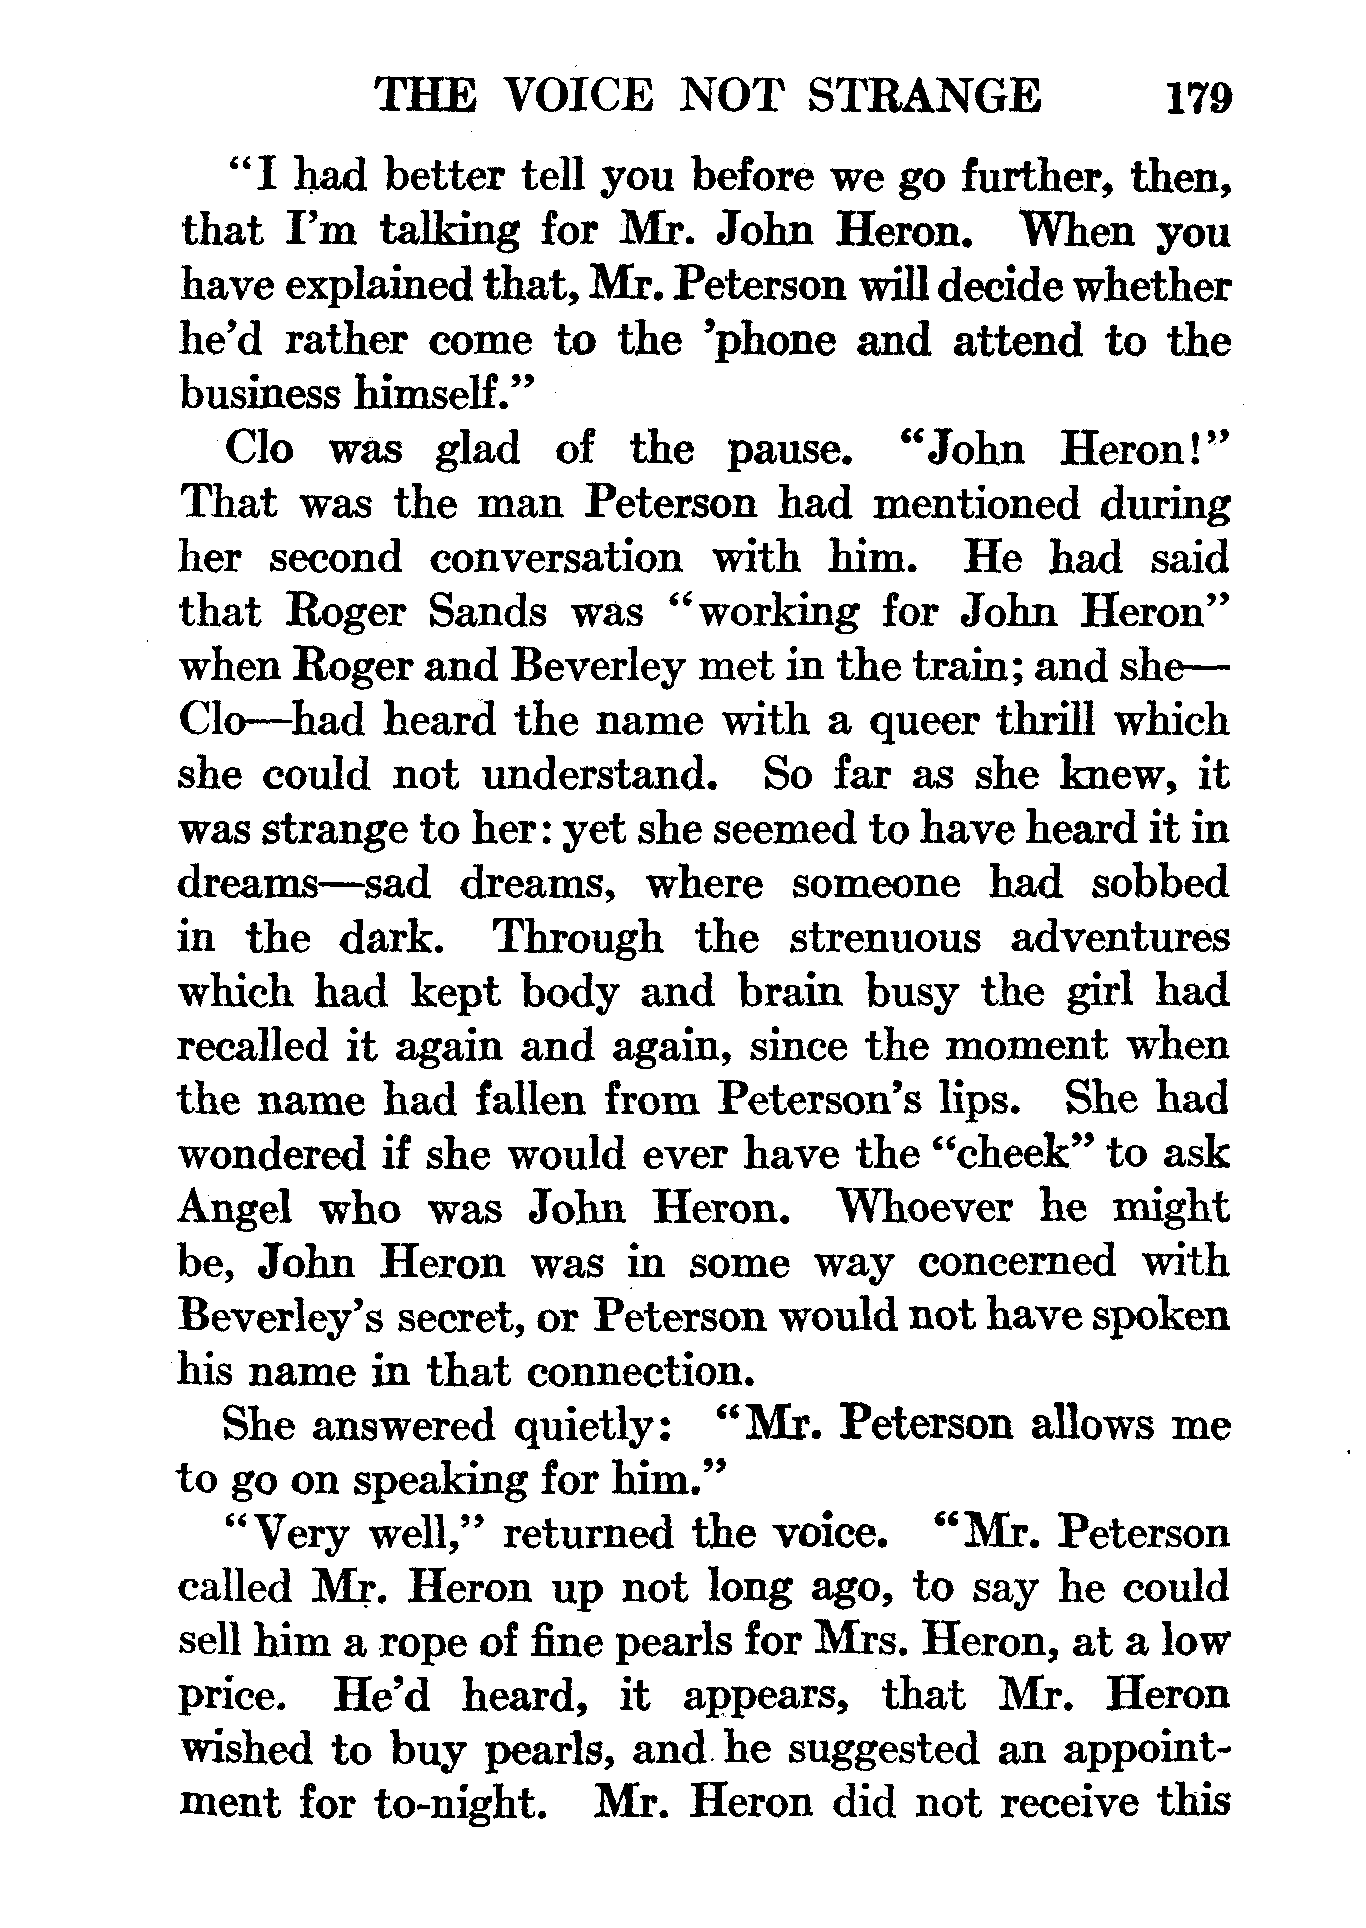 THE VOICE NOT STRANGE 179
"I had better tell you before we go further, then,
that I'm talking for Mr. John Heron. When you
have explained that, Mr. Peterson will decide whether
he'd rather come to the 'phone and attend to the
business himself."
Clo was glad of the pause. "John Heron!"
That was the man Peterson had mentioned during
her second conversation with him. He had said
that Roger Sands was "working for John Heron"
when Roger and Beverley met in the train; and she—
Clo—had heard the name with a queer thrill which
she could not understand. So far as she knew, it
was strange to her: yet she seemed to have heard it in
dreams—sad dreams, where someone had sobbed
in the dark. Through the strenuous adventures
which had kept body and brain busy the girl had
recalled it again and again, since the moment when
the name had fallen from Peterson's lips. She had
wondered if she would ever have the "cheek" to ask
Angel who was John Heron. Whoever he might
be, John Heron was in some way concerned with
Beverley's secret, or Peterson would not have spoken
his name in that connection.
She answered quietly: "Mr. Peterson allows me
to go on speaking for him."
"Very well," returned the voice. "Mr. Peterson
called Mr. Heron up not long ago, to say he could
sell him a rope of fine pearls for Mrs. Heron, at a low
price. He'd heard, it appears, that Mr. Heron
wished to buy pearls, and he suggested an appoint-
ment for to-night. Mr. Heron did not receive this